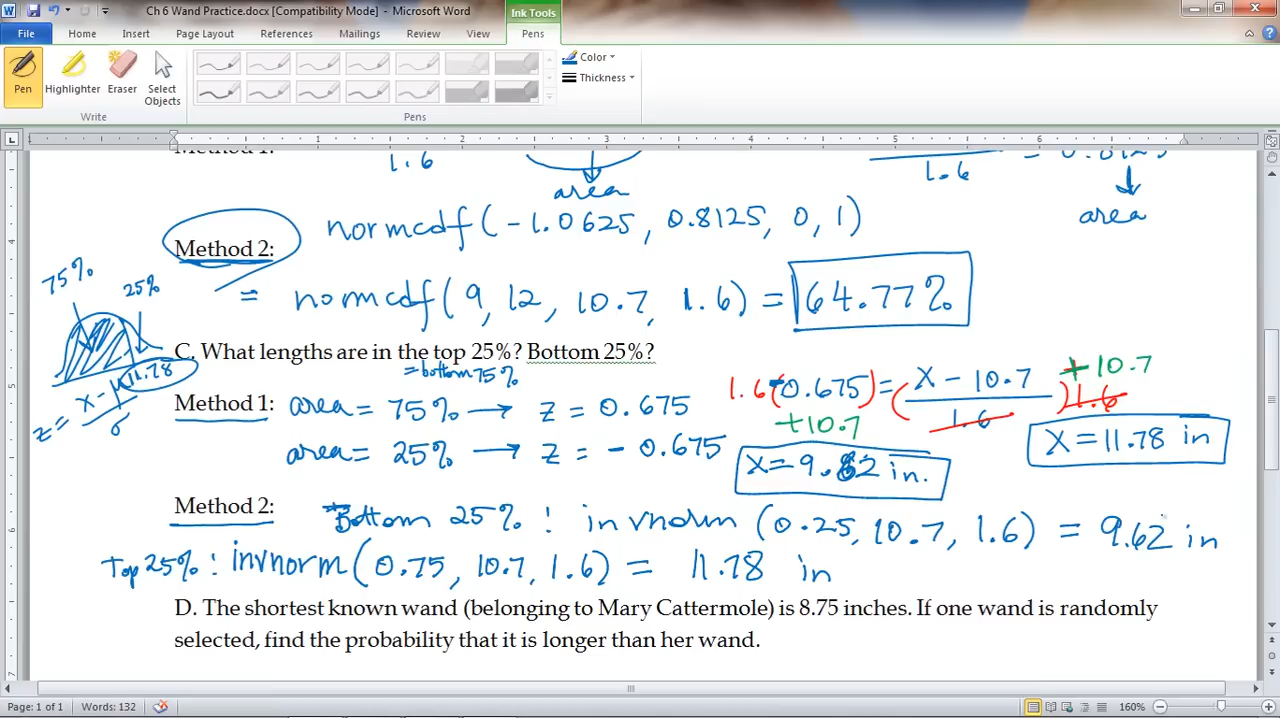 Ch 6 Wand Practice.docx [Compatibility Mode] - Microsoft Word
Ink Tools
File Home Insert Page Layout References Mailings Review View Pens
Pen Highlighter Eraser Select Objects
Color
Thickness
Write Pens
1 2 3 4 5 6
1.6
area
1.6
area
normcdf(-1.0625, 0.8125, 0, 1)
Method 2:
75%
25%
= normcdf(9, 12, 10.7, 1.6) = 64.77%
C. What lengths are in the top 25%? Bottom 25%?
= bottom 75%
11.78
z = x - μ / σ
Method 1: area = 75% → z = 0.675
area = 25% → z = - 0.675
1.6(-0.675) = (x - 10.7 / 1.6)1.6
+10.7 +10.7
x = 9.62 in.
x = 11.78 in
Method 2: Bottom 25% : invnorm (0.25, 10.7, 1.6) = 9.62 in
Top 25% : invnorm (0.75, 10.7, 1.6) = 11.78 in
D. The shortest known wand (belonging to Mary Cattermole) is 8.75 inches. If one wand is randomly
selected, find the probability that it is longer than her wand.
Page: 1 of 1 Words: 132 160%